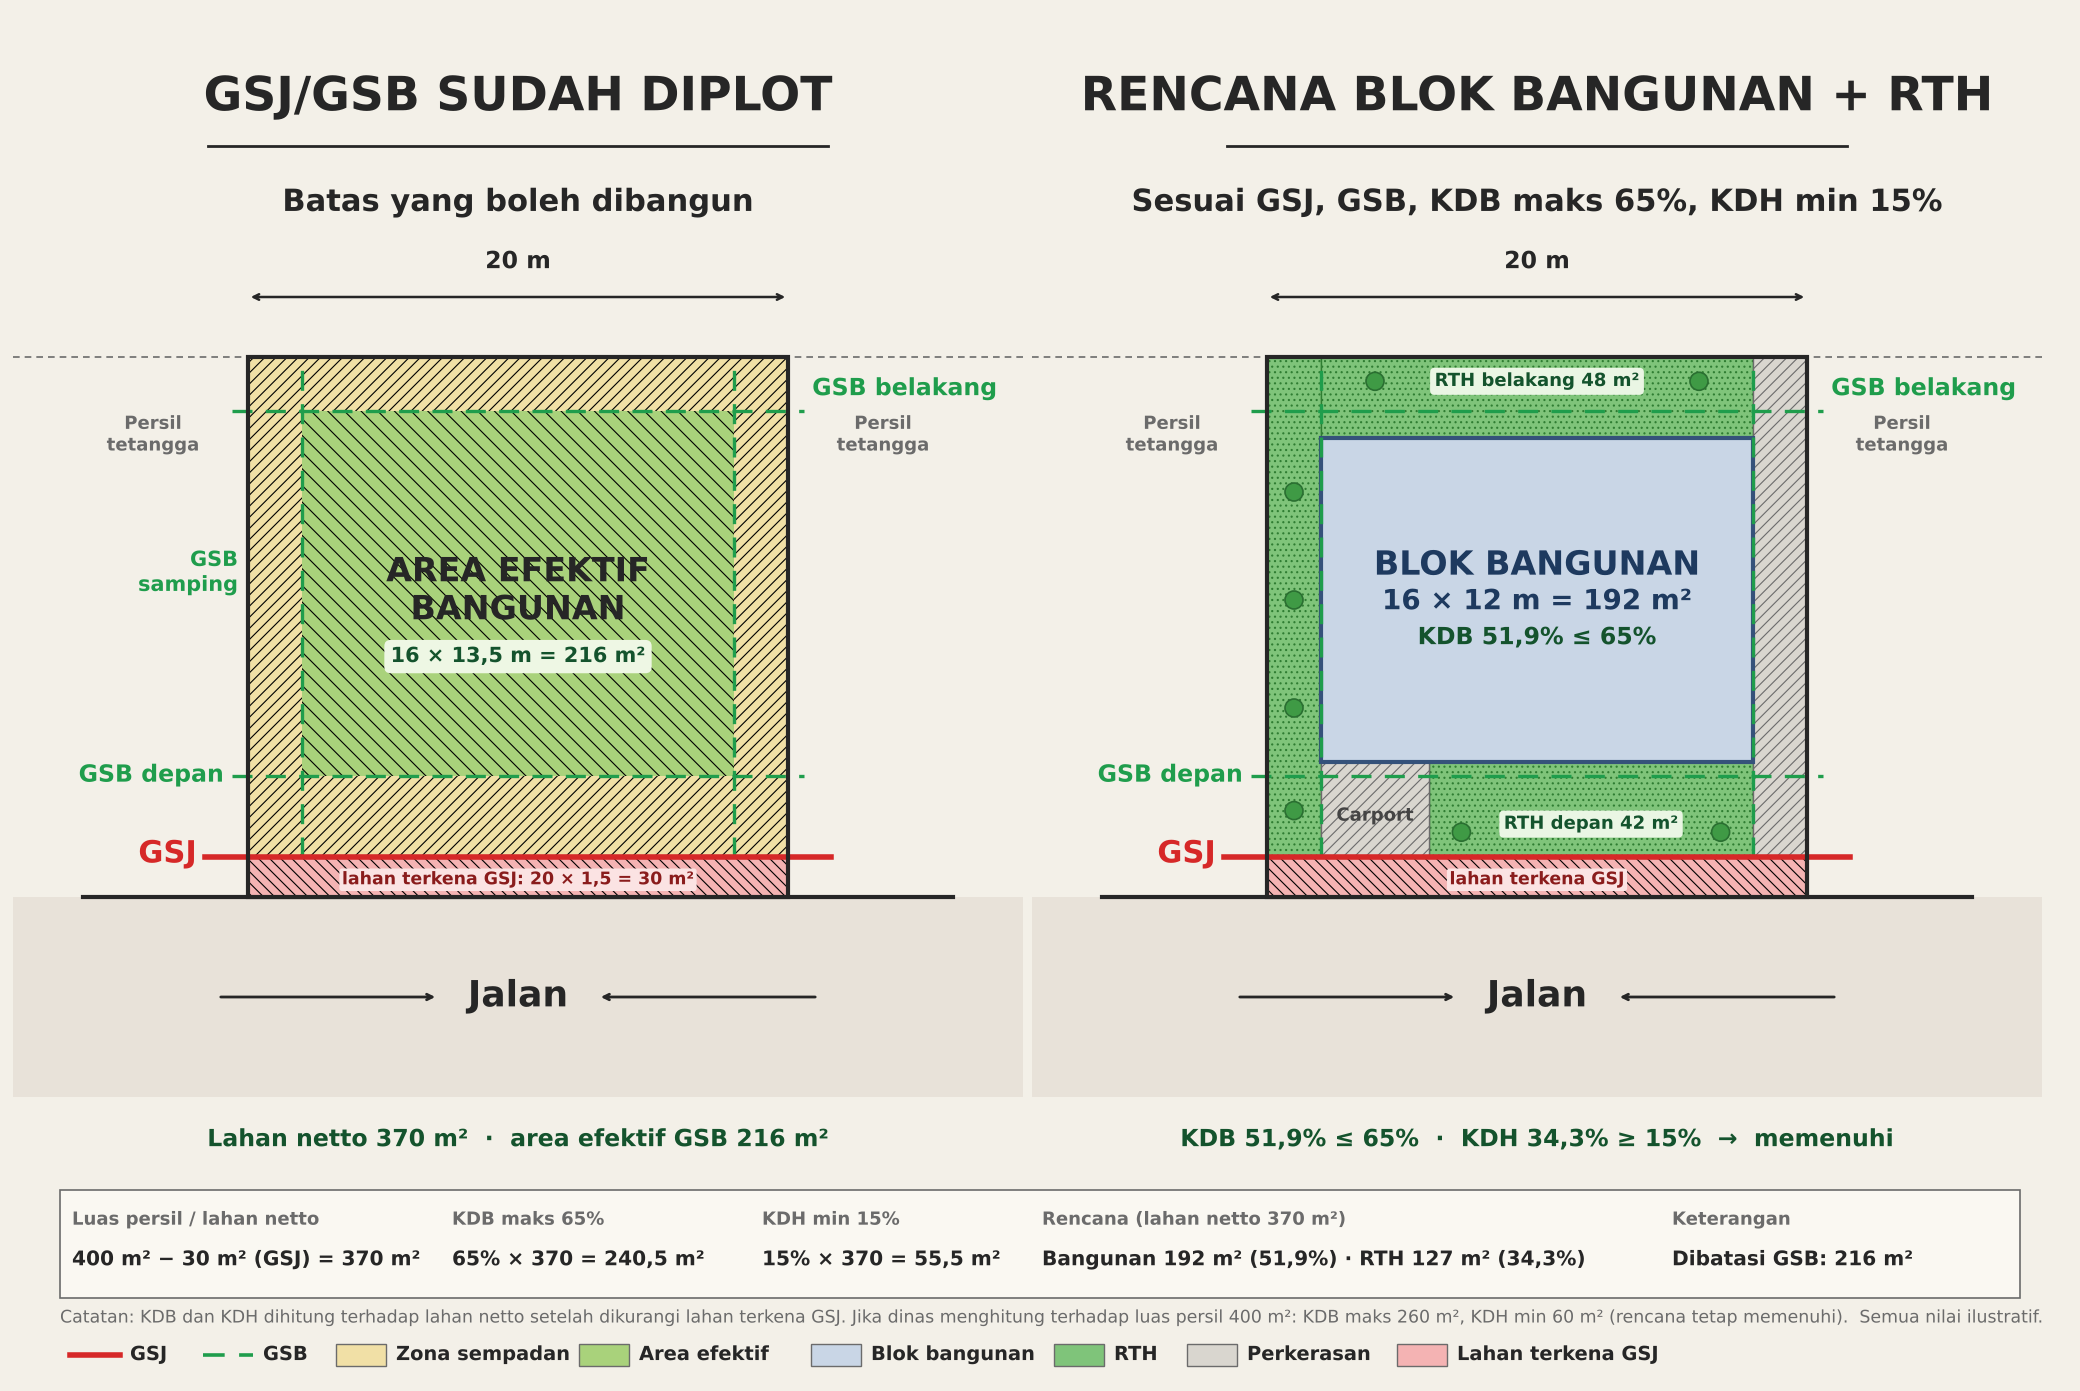 GSJ/GSB SUDAH DIPLOT
Batas yang boleh dibangun
20 m
GSB belakang
Persil
tetangga
Persil
tetangga
GSB
samping
AREA EFEKTIF
BANGUNAN
16 × 13,5 m = 216 m²
GSB depan
GSJ
lahan terkena GSJ: 20 × 1,5 = 30 m²
Jalan
Lahan netto 370 m² · area efektif GSB 216 m²
RENCANA BLOK BANGUNAN + RTH
Sesuai GSJ, GSB, KDB maks 65%, KDH min 15%
20 m
RTH belakang 48 m²
GSB belakang
Persil
tetangga
Persil
tetangga
BLOK BANGUNAN
16 × 12 m = 192 m²
KDB 51,9% ≤ 65%
GSB depan
Carport
RTH depan 42 m²
GSJ
lahan terkena GSJ
Jalan
KDB 51,9% ≤ 65% · KDH 34,3% ≥ 15% → memenuhi
Luas persil / lahan netto
400 m² − 30 m² (GSJ) = 370 m²
KDB maks 65%
65% × 370 = 240,5 m²
KDH min 15%
15% × 370 = 55,5 m²
Rencana (lahan netto 370 m²)
Bangunan 192 m² (51,9%) · RTH 127 m² (34,3%)
Keterangan
Dibatasi GSB: 216 m²
Catatan: KDB dan KDH dihitung terhadap lahan netto setelah dikurangi lahan terkena GSJ. Jika dinas menghitung terhadap luas persil 400 m²: KDB maks 260 m², KDH min 60 m² (rencana tetap memenuhi). Semua nilai ilustratif.
GSJ GSB Zona sempadan Area efektif Blok bangunan RTH Perkerasan Lahan terkena GSJ